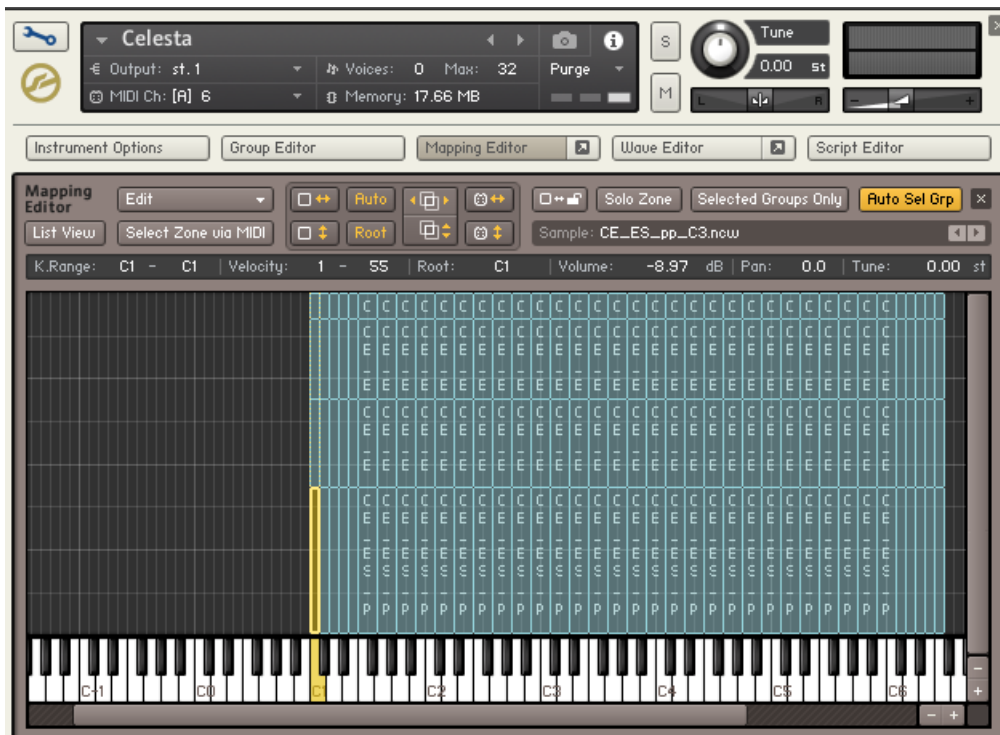 Celesta
S
Tune
Output: st.1
Voices: 0 Max: 32
Purge
0.00 st
MIDI Ch: [A] 6
Memory: 17.66 MB
M
L R
- +
Instrument Options
Group Editor
Mapping Editor
Wave Editor
Script Editor
Mapping Editor
Edit
Auto
Solo Zone
Selected Groups Only
Auto Sel Grp
List View
Select Zone via MIDI
Root
Sample: CE_ES_pp_C3.ncw
K.Range: C1 - C1 | Velocity: 1 - 55 | Root: C1 | Volume: -8.97 dB | Pan: 0.0 | Tune: 0.00 st
C C C C C C C C C C C C C C C C C C C C C C C C C C C C
C C C C C C C C C C C C C C C C C C C C C C C C C C C C
E E E E E E E E E E E E E E E E E E E E E E E E E E E E
E E E E E E E E E E E E E E E E E E E E E E E E E E E E
C C C C C C C C C C C C C C C C C C C C C C C C C C C C
E E E E E E E E E E E E E E E E E E E E E E E E E E E E
E E E E E E E E E E E E E E E E E E E E E E E E E E E E
C C C C C C C C C C C C C C C C C C C C C C C C C C C C
E E E E E E E E E E E E E E E E E E E E E E E E E E E E
E E E E E E E E E E E E E E E E E E E E E E E E E E E E
S S S S S S S S S S S S S S S S S S S S S S S S S S S S
P P P P P P P P P P P P P P P P P P P P P P P P P P P P
C-1 C0 C1 C2 C3 C4 C5 C6